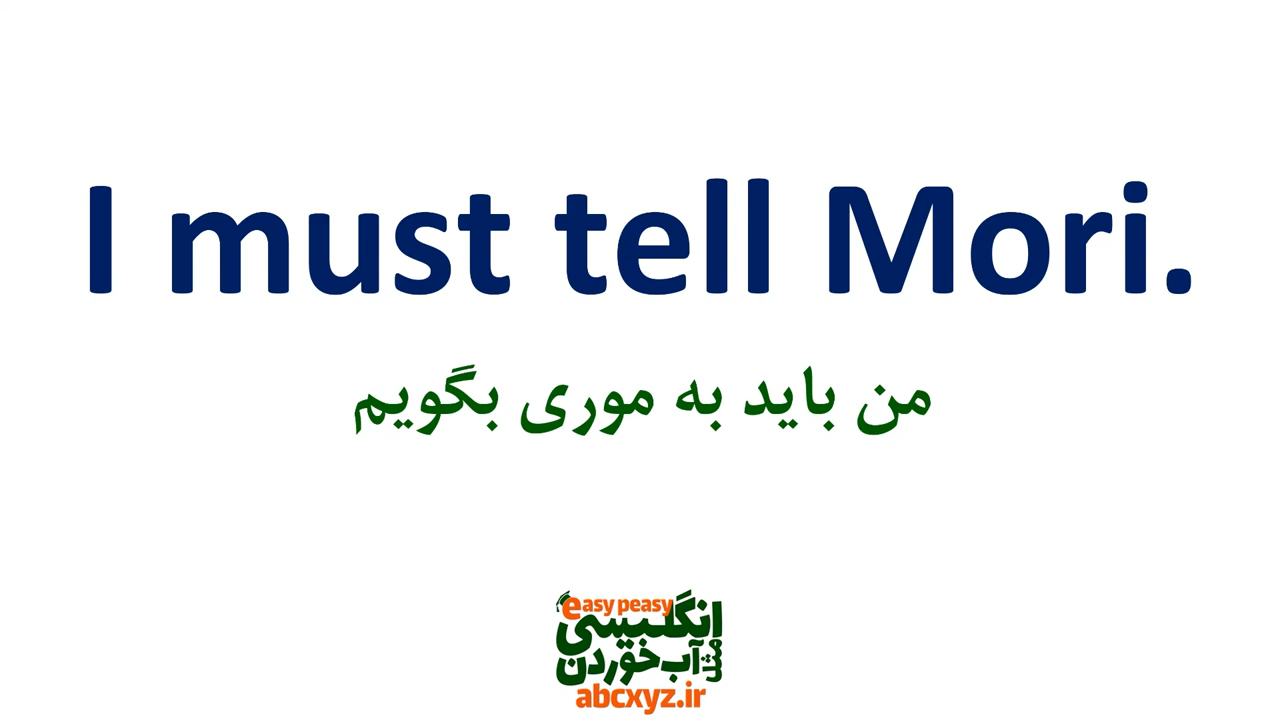 I must tell Mori.
من باید به موری بگویم
easy peasy
انگلیسی
مثل آب خوردن
abcxyz.ir